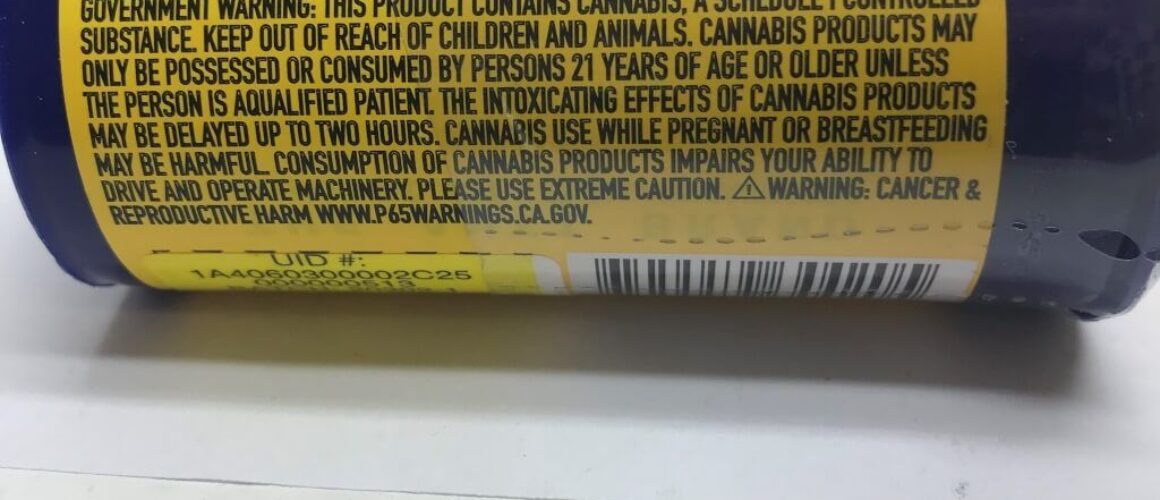 GOVERNMENT WARNING: THIS PRODUCT CONTAINS CANNABIS, A SCHEDULE I CONTROLLED
SUBSTANCE. KEEP OUT OF REACH OF CHILDREN AND ANIMALS. CANNABIS PRODUCTS MAY
ONLY BE POSSESSED OR CONSUMED BY PERSONS 21 YEARS OF AGE OR OLDER UNLESS
THE PERSON IS AQUALIFIED PATIENT. THE INTOXICATING EFFECTS OF CANNABIS PRODUCTS
MAY BE DELAYED UP TO TWO HOURS. CANNABIS USE WHILE PREGNANT OR BREASTFEEDING
MAY BE HARMFUL. CONSUMPTION OF CANNABIS PRODUCTS IMPAIRS YOUR ABILITY TO
DRIVE AND OPERATE MACHINERY. PLEASE USE EXTREME CAUTION. ⚠WARNING: CANCER &
REPRODUCTIVE HARM WWW.P65WARNINGS.CA.GOV.
UID #:
1A4060300002C25
000000513